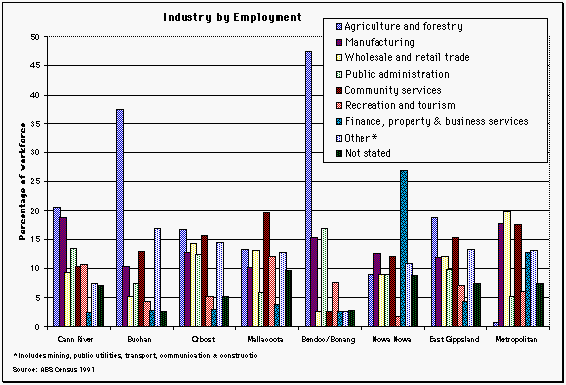 Industry by Employment
Agriculture and forestry
Manufacturing
Wholesale and retail trade
Public administration
Community services
Recreation and tourism
Finance, property & business services
Other *
Not stated
Percentage of workforce
50
45
40
35
30
25
20
15
10
5
0
Cann River
Buchan
Orbost
Mallacoota
Bendoc/Bonang
Nowa Nowa
East Gippsland
Metropolitan
* Includes mining, public utilities, transport, communication & constructio
Source: ABS Census 1991